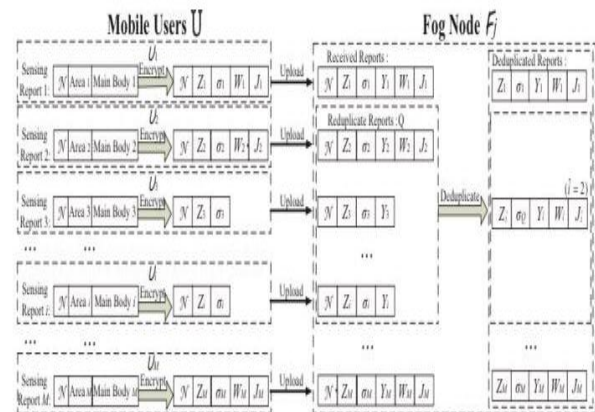 Mobile Users U
Fog Node Fj
U1
Sensing Report 1: N Area 1 Main Body 1 Encrypt N Z1 σ1 W1 J1 Upload
Received Reports :
N Z1 σ1 Y1 W1 J1
Deduplicated Reports :
Z1 σ1 Y1 W1 J1
U2
Sensing Report 2: N Area 2 Main Body 2 Encrypt N Z2 σ2 W2 J2 Upload
Reduplicate Reports : Q
N Z2 σ2 Y2 W2 J2
U3
Sensing Report 3: N Area 3 Main Body 3 Encrypt N Z3 σ3 Upload
N Z3 σ3 Y3
Deduplicate
(î = 2)
Zî σQ Yî Wî Jî
... ...
...
Ui
Sensing Report i: N Area i Main Body i Encrypt N Zi σi Upload
N Zi σi Yi
... ...
...
...
UM
Sensing Report M: N Area M Main Body M Encrypt N ZM σM WM JM Upload
N ZM σM YM WM JM
ZM σM YM WM JM